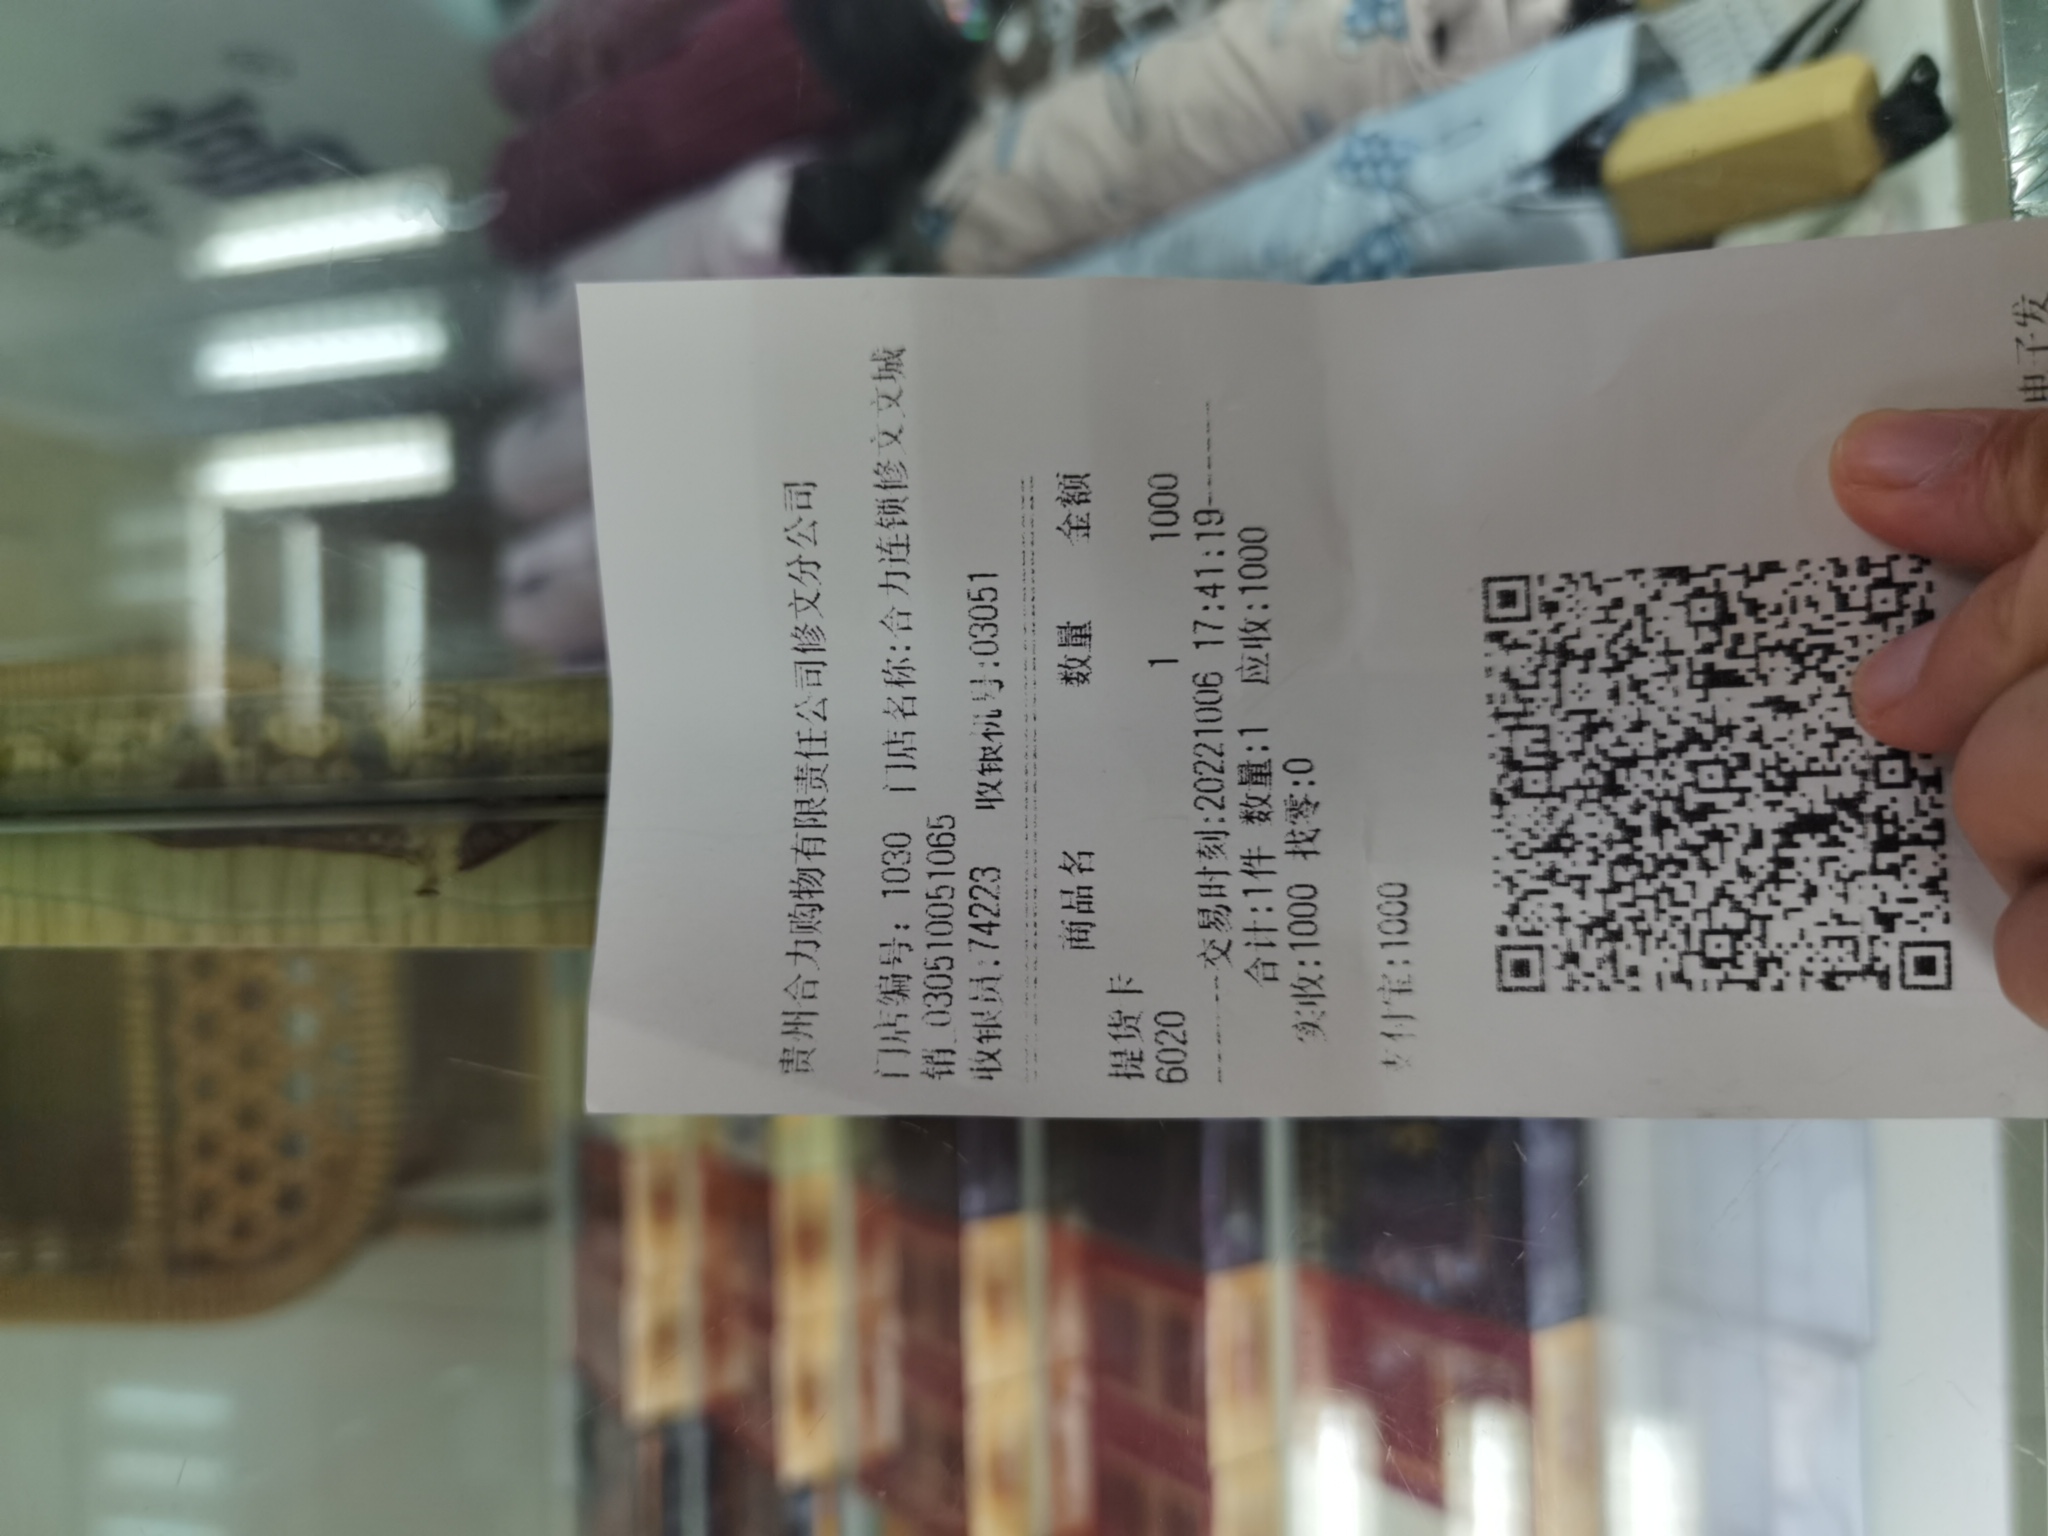 贵州合力购物有限责任公司修文分公司
门店编号: 1030 门店名称:合力连锁修文文城
销_0305110051065
收银员:74223 收银机号:03051
商品名 数量 金额
提货卡
6020 1 1000
交易时刻:20221006 17:41:19
合计:1件 数量:1 应收:1000
实收:1000 找零:0
支付宝:1000
电子发